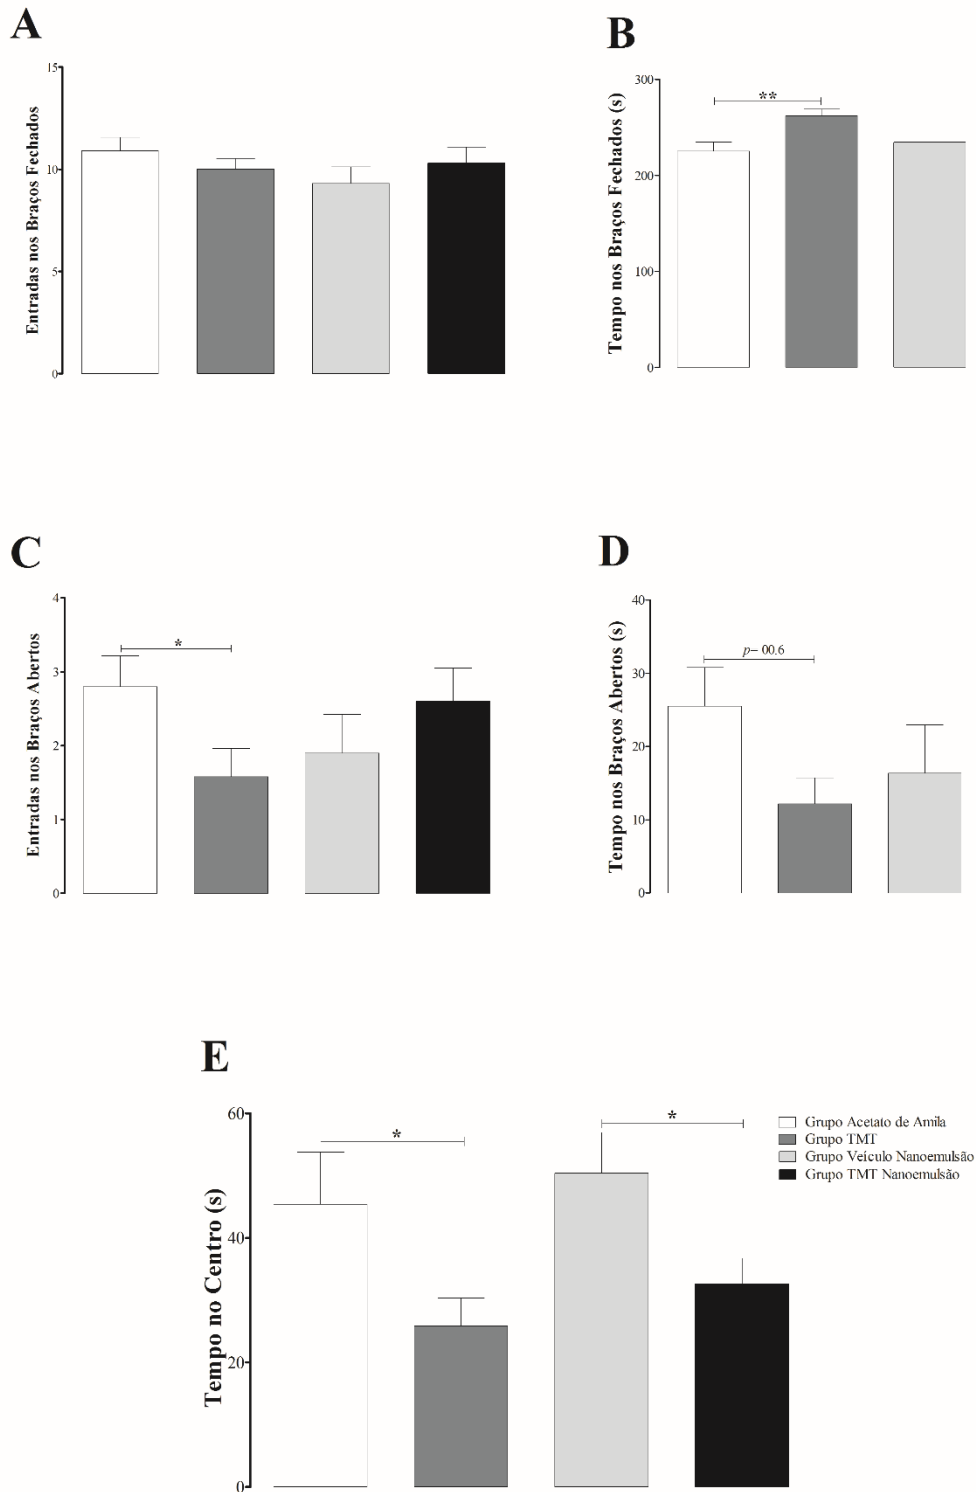 A
B
Entradas nos Braços Fechados
15
10
5
0
Tempo nos Braços Fechados (s)
300
200
100
0
**
C
D
Entradas nos Braços Abertos
4
3
2
1
0
*
Tempo nos Braços Abertos (s)
40
30
20
10
0
p= 00.6
E
Tempo no Centro (s)
60
40
20
0
*
*
Grupo Acetato de Amila
Grupo TMT
Grupo Veículo Nanoemulsão
Grupo TMT Nanoemulsão